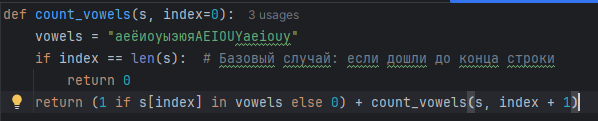 def count_vowels(s, index=0):   3 usages
    vowels = "аеёиоуыэюяAEIOUYaeiouy"
    if index == len(s):  # Базовый случай: если дошли до конца строки
        return 0
    return (1 if s[index] in vowels else 0) + count_vowels(s, index + 1)